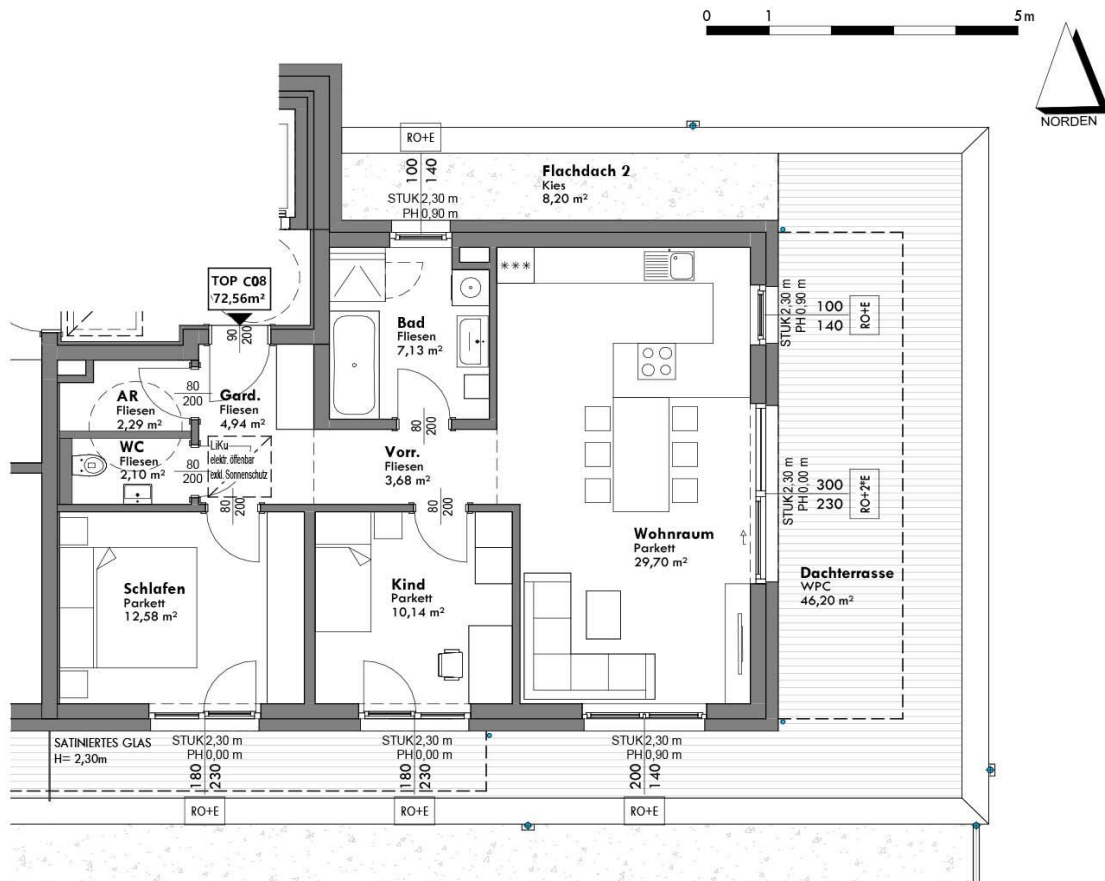 0 1 5 m
NORDEN
RO+E
100
140
STUK 2,30 m
PH 0,90 m
Flachdach 2
Kies
8,20 m²
TOP C08
72,56m²
90
200
Bad
Fliesen
7,13 m²
STUK 2,30 m
PH 0,90 m
100
140
RO+E
AR
Fliesen
2,29 m²
80
200
Gard.
Fliesen
4,94 m²
WC
Fliesen
2,10 m²
80
200
LiKu
elektr. öffenbar
exkl. Sonnenschutz
80
200
Vorr.
Fliesen
3,68 m²
80
200
80
200
STUK 2,30 m
PH 0,00 m
300
230
RO+2*E
Wohnraum
Parkett
29,70 m²
Schlafen
Parkett
12,58 m²
Kind
Parkett
10,14 m²
Dachterrasse
WPC
46,20 m²
SATINIERTES GLAS
H= 2,30m
STUK 2,30 m
PH 0,00 m
180
230
RO+E
STUK 2,30 m
PH 0,00 m
180
230
RO+E
STUK 2,30 m
PH 0,90 m
200
140
RO+E